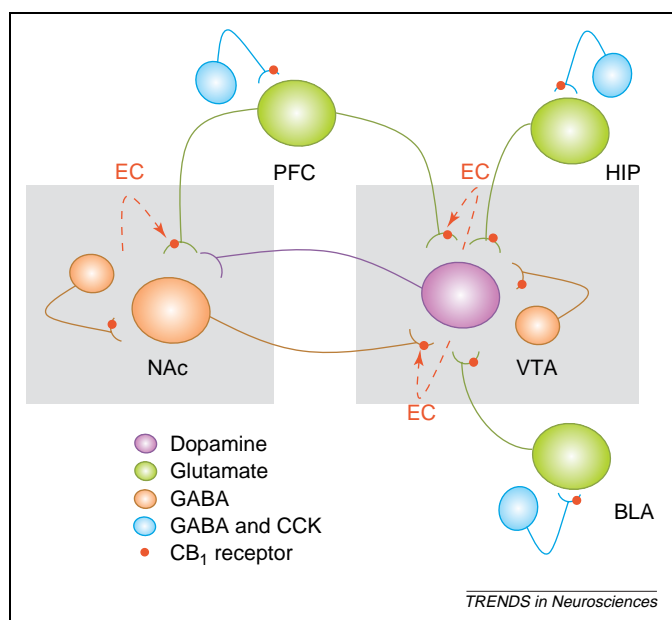 EC
PFC
EC
HIP
NAc
VTA
EC
Dopamine
Glutamate
GABA
GABA and CCK
CB₁ receptor
BLA
TRENDS in Neurosciences